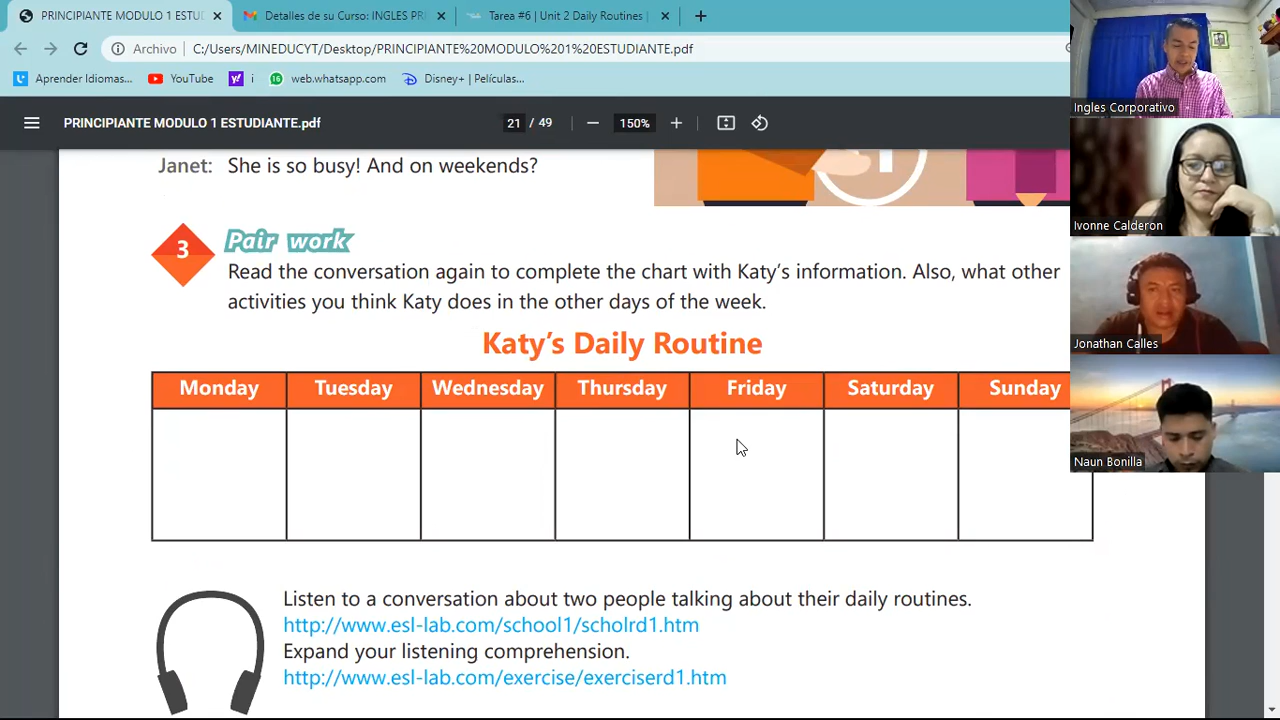 PRINCIPIANTE MODULO 1 ESTUD
Detalles de su Curso: INGLES PR
Tarea #6 | Unit 2 Daily Routines |
Archivo
C:/Users/MINEDUCYT/Desktop/PRINCIPIANTE%20MODULO%201%20ESTUDIANTE.pdf
Aprender Idiomas...
YouTube
i
16
web.whatsapp.com
Disney+ | Películas,...
PRINCIPIANTE MODULO 1 ESTUDIANTE.pdf
21 / 49
150%
Janet: She is so busy! And on weekends?
3
Pair work
Read the conversation again to complete the chart with Katy's information. Also, what other
activities you think Katy does in the other days of the week.
Katy's Daily Routine
Monday Tuesday Wednesday Thursday Friday Saturday Sunday
Listen to a conversation about two people talking about their daily routines.
http://www.esl-lab.com/school1/scholrd1.htm
Expand your listening comprehension.
http://www.esl-lab.com/exercise/exerciserd1.htm
Ingles Corporativo
Ivonne Calderon
Jonathan Calles
Naun Bonilla